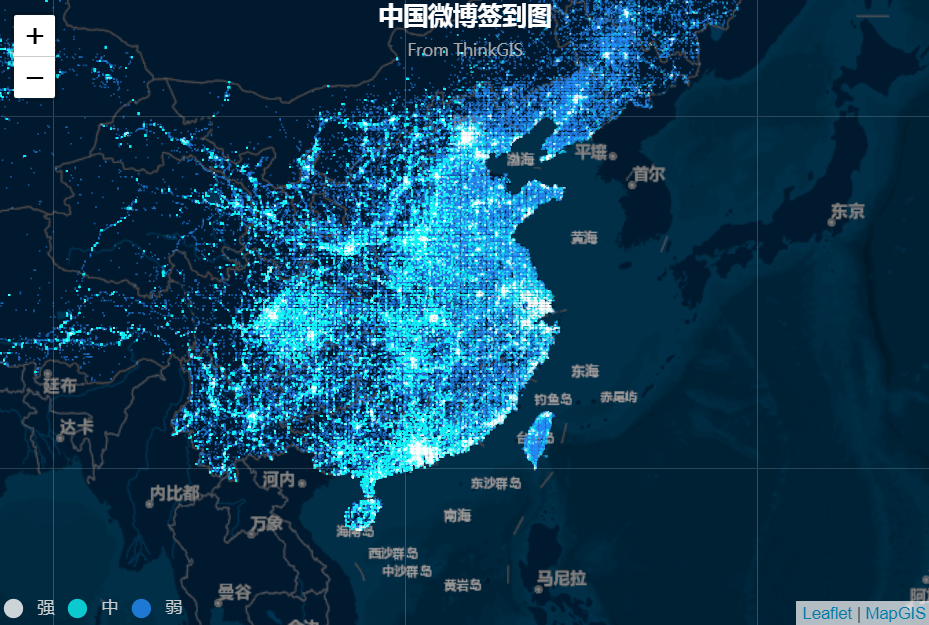 中国微博签到图
From ThinkGIS
+
−
渤海
平壤
首尔
东京
黄海
东海
钓鱼岛
赤尾屿
廷布
达卡
河内
内比都
万象
东沙群岛
南海
海南岛
西沙群岛
中沙群岛
黄岩岛
马尼拉
曼谷
强 中 弱
Leaflet | MapGIS